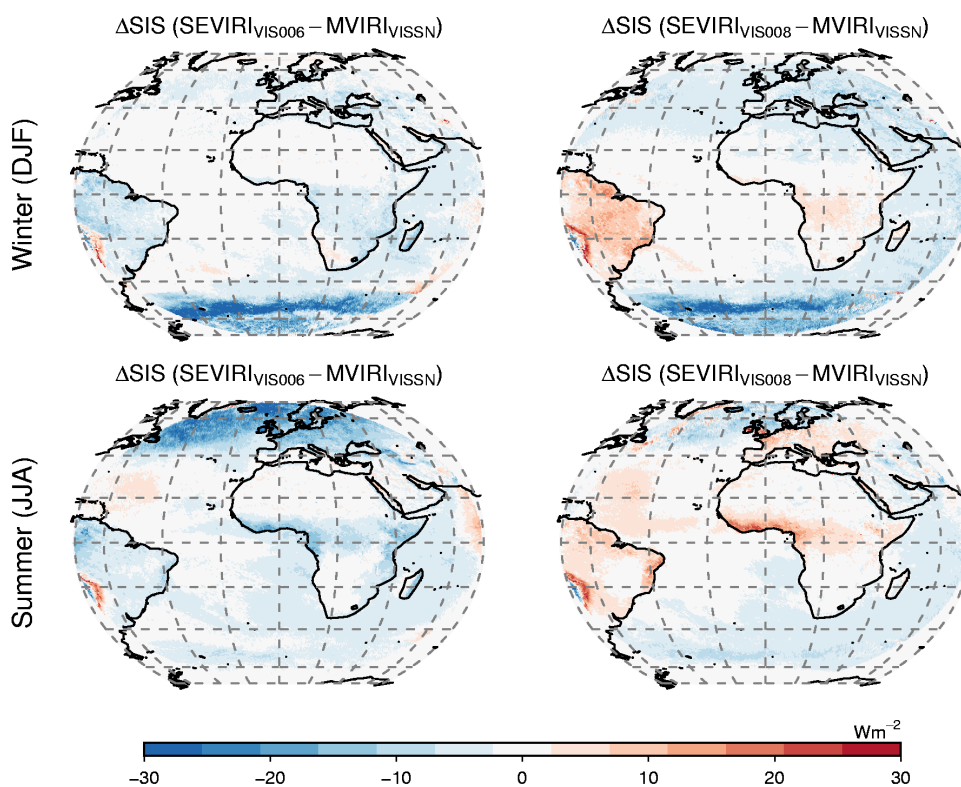 ΔSIS (SEVIRI_VIS006−MVIRI_VISSN)
ΔSIS (SEVIRI_VIS008−MVIRI_VISSN)
Winter (DJF)
ΔSIS (SEVIRI_VIS006−MVIRI_VISSN)
ΔSIS (SEVIRI_VIS008−MVIRI_VISSN)
Summer (JJA)
Wm⁻²
−30 −20 −10 0 10 20 30